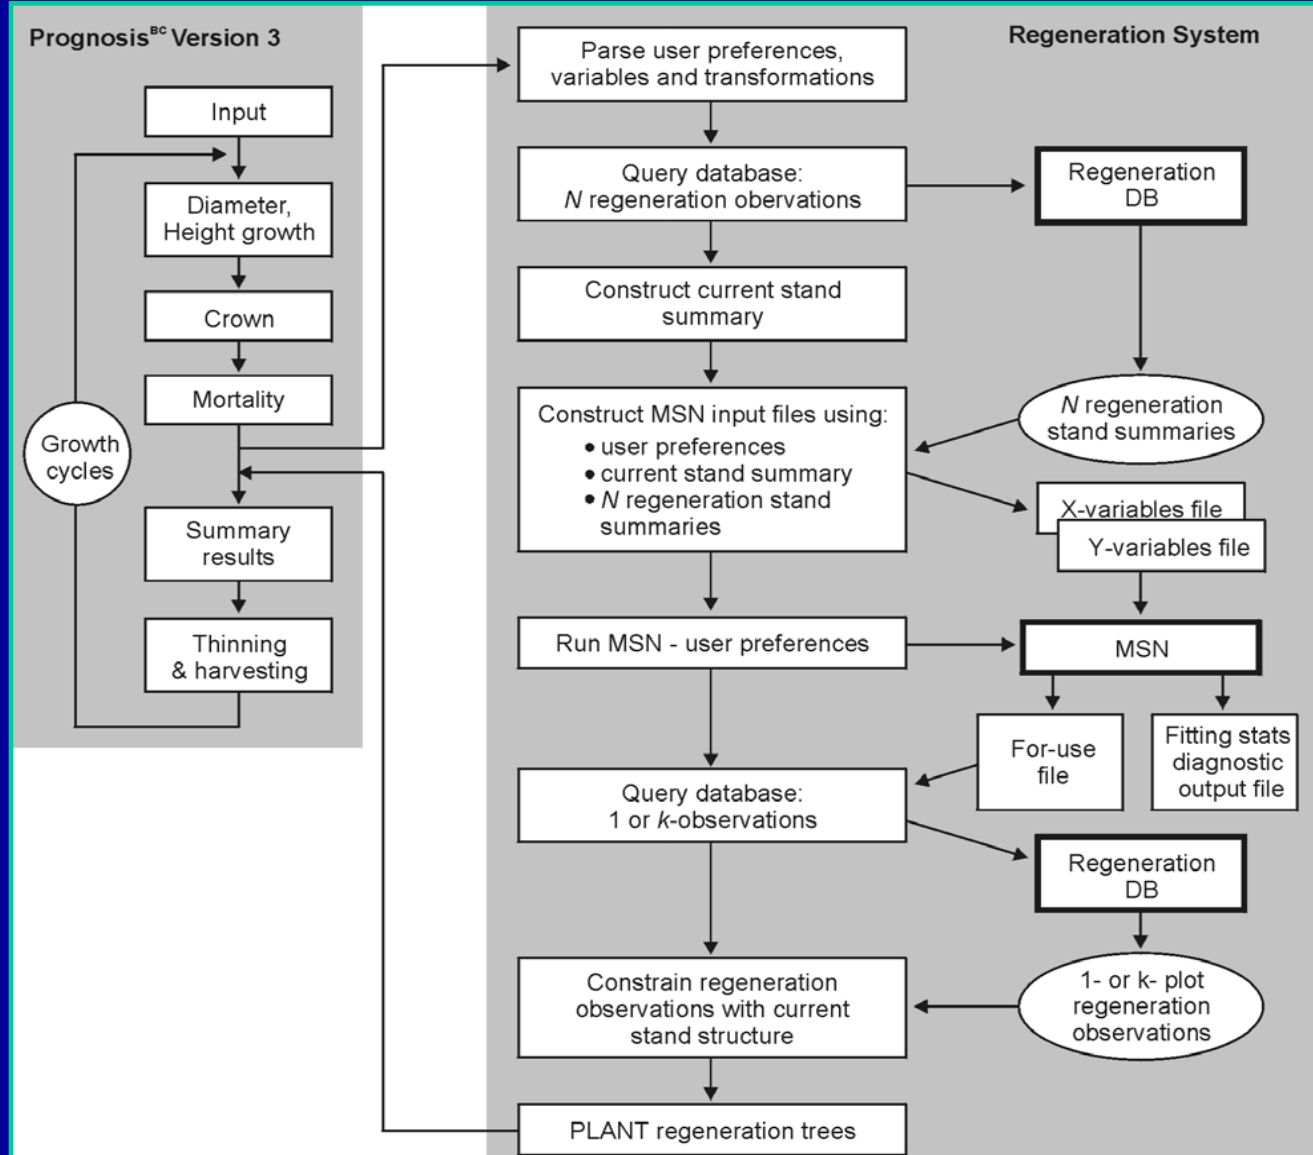 Prognosisᴮᶜ Version 3
Input
Diameter,
Height growth
Crown
Mortality
Growth
cycles
Summary
results
Thinning
& harvesting
Regeneration System
Parse user preferences,
variables and transformations
Query database:
N regeneration obervations
Regeneration
DB
Construct current stand
summary
N regeneration
stand summaries
Construct MSN input files using:
• user preferences
• current stand summary
• N regeneration stand
summaries
X-variables file
Y-variables file
Run MSN - user preferences
MSN
For-use
file
Fitting stats
diagnostic
output file
Query database:
1 or k-observations
Regeneration
DB
1- or k- plot
regeneration
observations
Constrain regeneration
observations with current
stand structure
PLANT regeneration trees